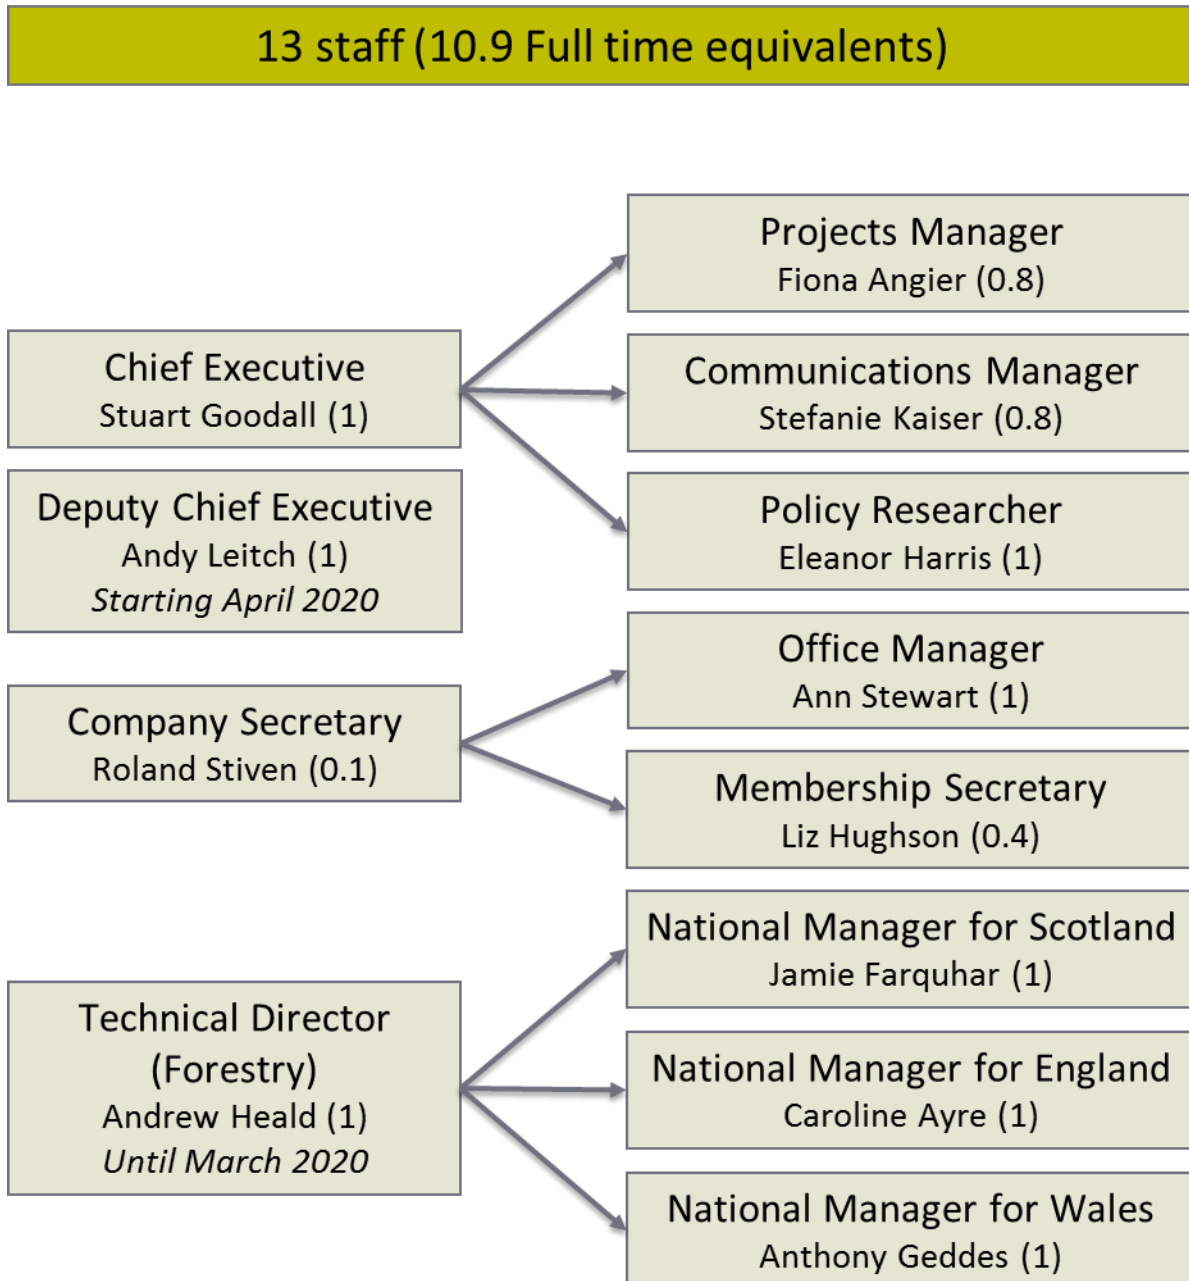 13 staff (10.9 Full time equivalents)
Chief Executive
Stuart Goodall (1)
Projects Manager
Fiona Angier (0.8)
Communications Manager
Stefanie Kaiser (0.8)
Policy Researcher
Eleanor Harris (1)
Deputy Chief Executive
Andy Leitch (1)
Starting April 2020
Company Secretary
Roland Stiven (0.1)
Office Manager
Ann Stewart (1)
Membership Secretary
Liz Hughson (0.4)
Technical Director
(Forestry)
Andrew Heald (1)
Until March 2020
National Manager for Scotland
Jamie Farquhar (1)
National Manager for England
Caroline Ayre (1)
National Manager for Wales
Anthony Geddes (1)